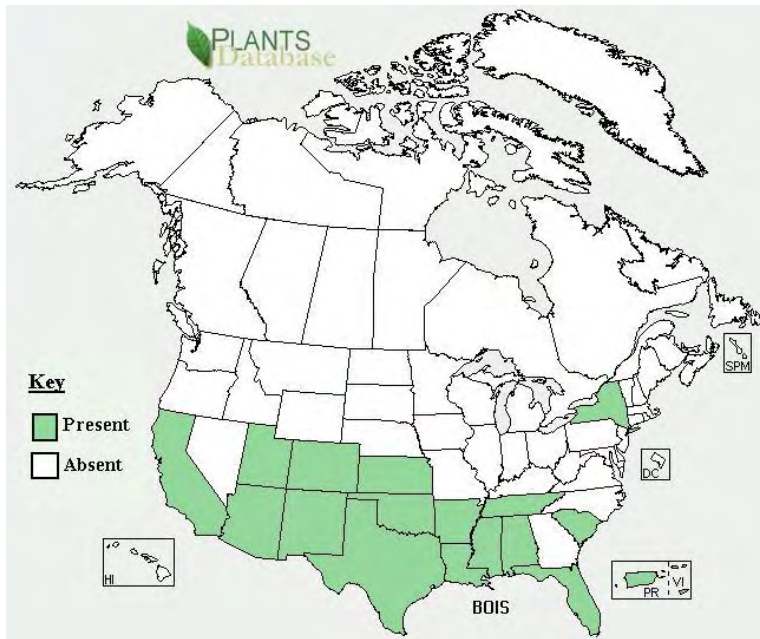 PLANTS
Database
SPM
Key
Present
Absent
DC
HI
PR
VI
BOIS